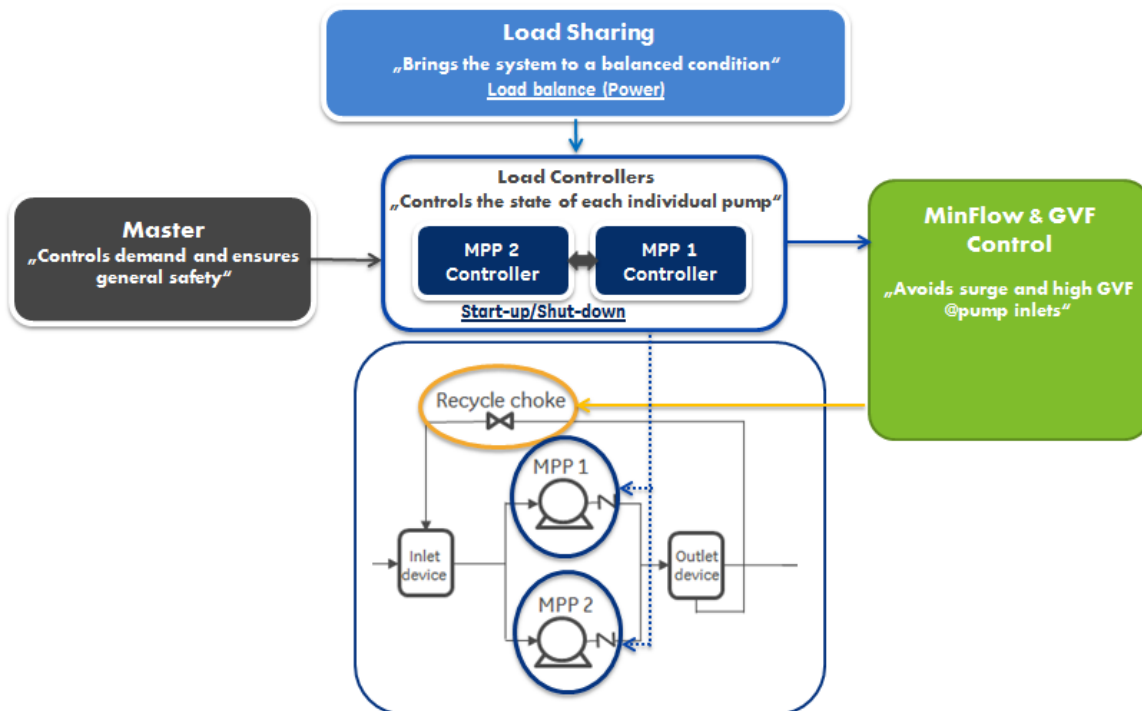 Load Sharing
„Brings the system to a balanced condition“
Load balance (Power)
Load Controllers
„Controls the state of each individual pump“
MPP 2
Controller
MPP 1
Controller
Start-up/Shut-down
Master
„Controls demand and ensures
general safety“
MinFlow & GVF
Control
„Avoids surge and high GVF
@pump inlets“
Recycle choke
MPP 1
Inlet
device
Outlet
device
MPP 2